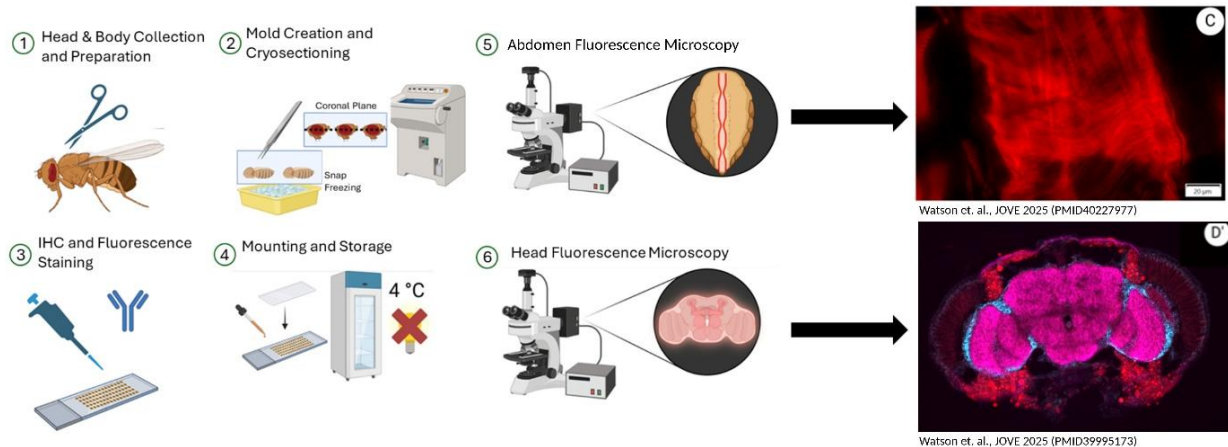 1 Head & Body Collection
and Preparation
2 Mold Creation and
Cryosectioning
Coronal Plane
Snap
Freezing
5 Abdomen Fluorescence Microscopy
C
20 µm
Watson et. al., JOVE 2025 (PMID40227977)
3 IHC and Fluorescence
Staining
4 Mounting and Storage
4 °C
6 Head Fluorescence Microscopy
D'
Watson et. al., JOVE 2025 (PMID39995173)